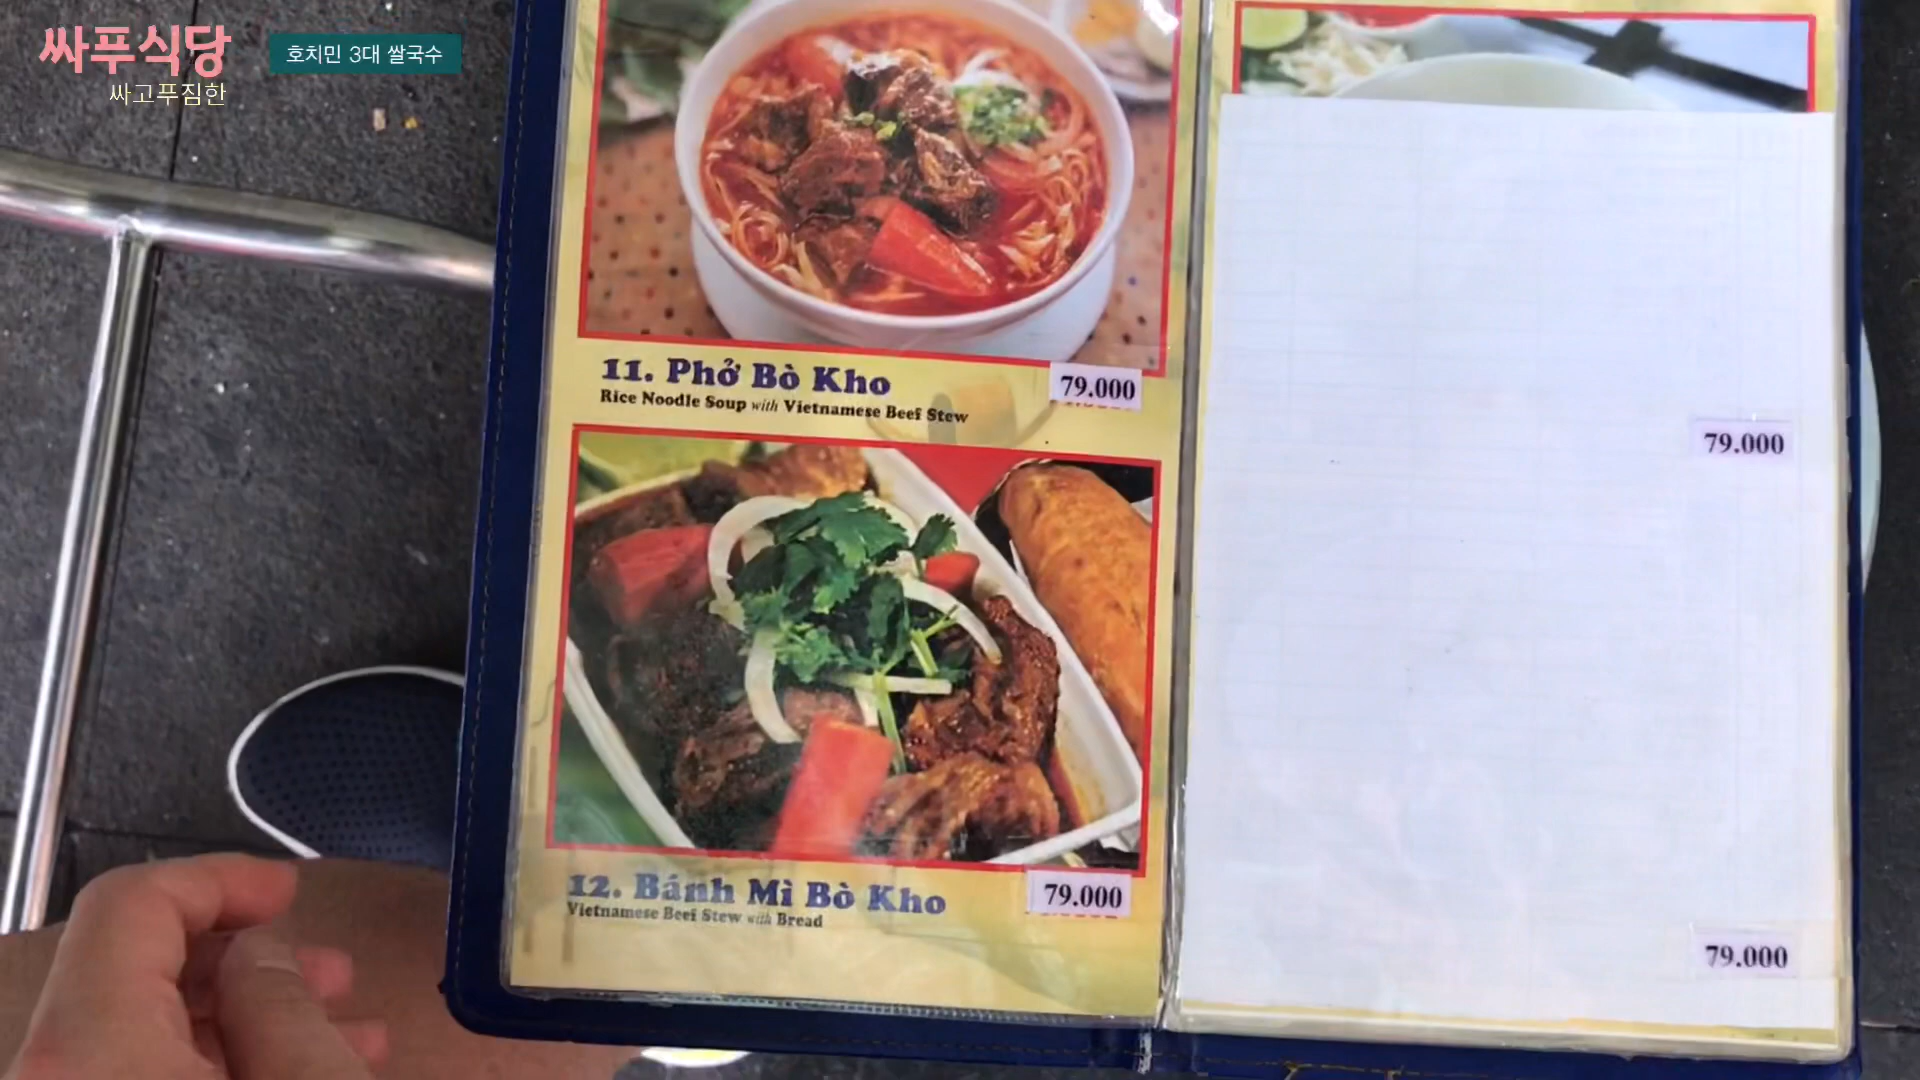 싸푸식당
싸고푸짐한
호치민 3대 쌀국수
11. Phở Bò Kho
79.000
Rice Noodle Soup with Vietnamese Beef Stew
12. Bánh Mì Bò Kho
79.000
Vietnamese Beef Stew with Bread
79.000
79.000